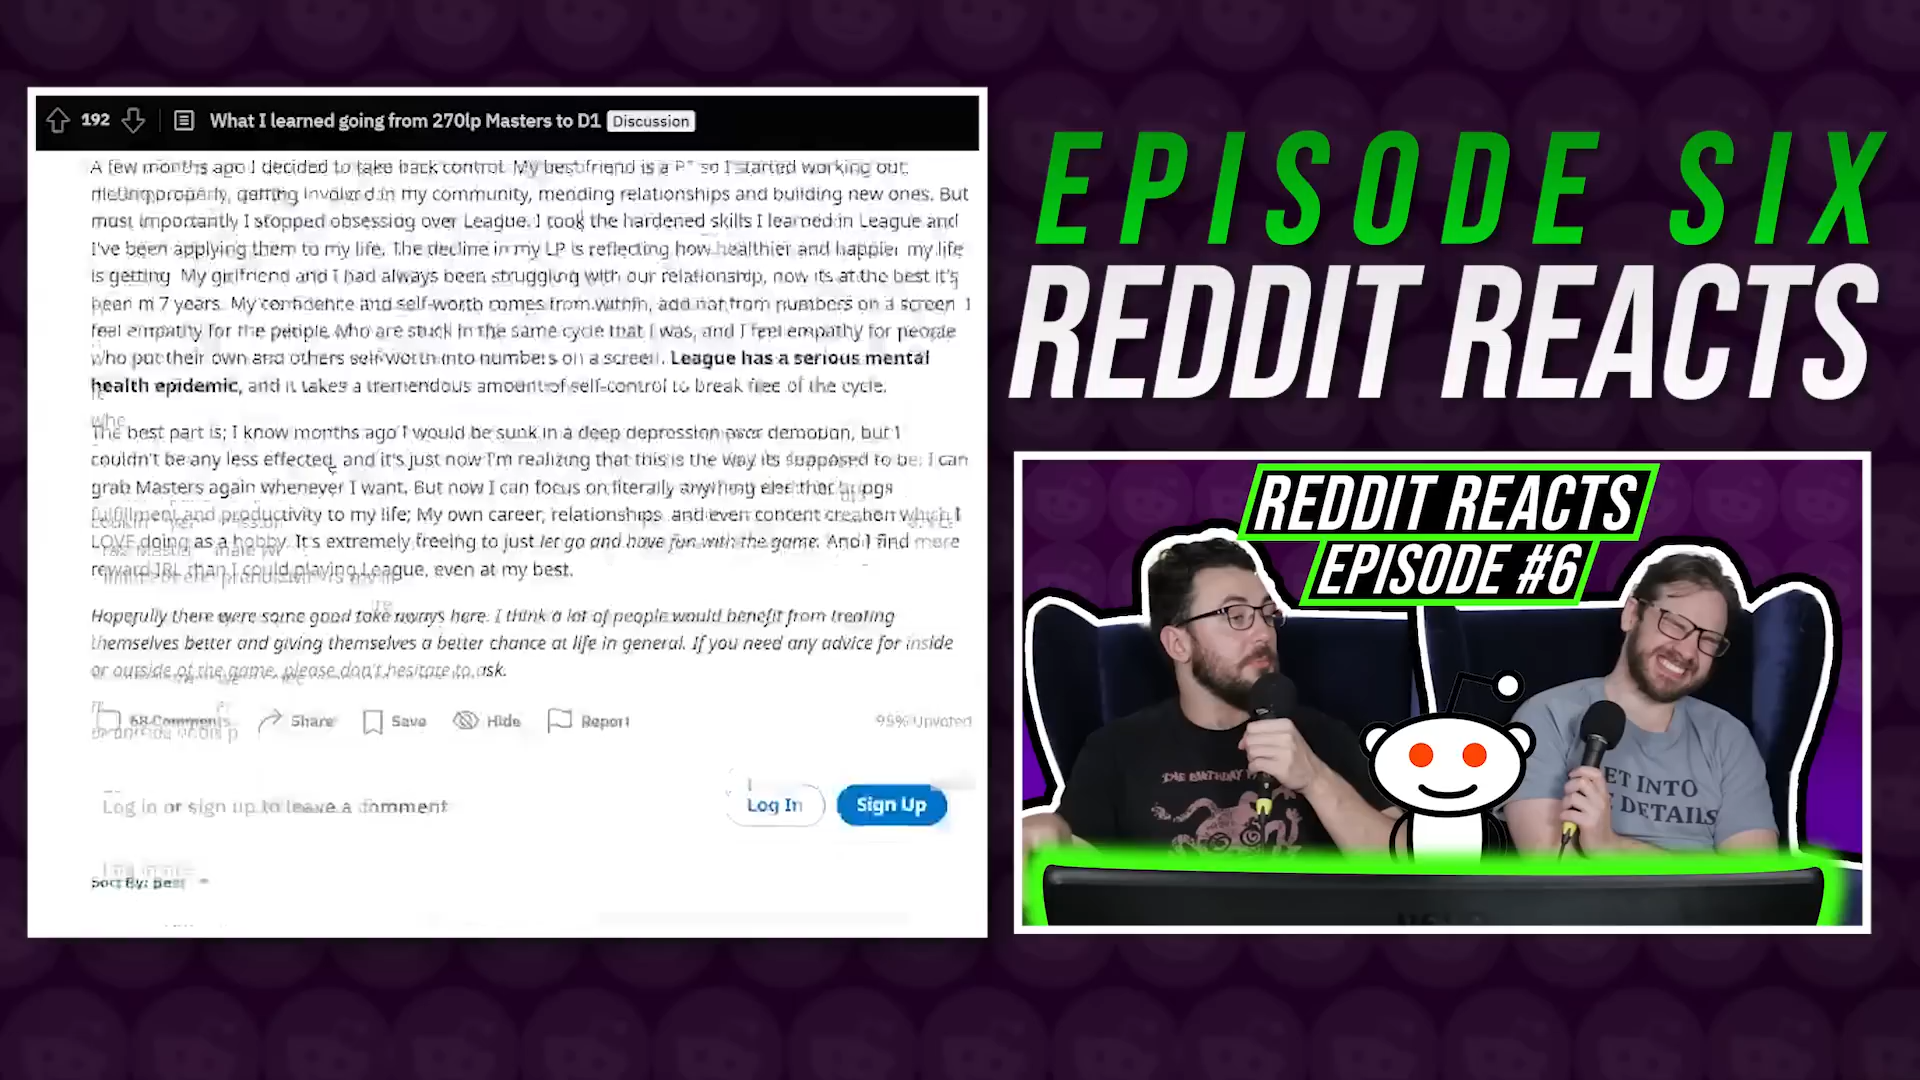 192
What I learned going from 270lp Masters to D1
Discussion
A few months ago I decided to take back control. My best friend is a so I started working out,
properly, getting involved in my community, mending relationships and building new ones. But
most importantly I stopped obsessing over League. I took the hardened skills I learned in League and
I've been applying them to my life. The decline in my LP is reflecting how healthier and happier my life
is getting. My girlfriend and I had always been struggling with our relationship, now its at the best it's
been in 7 years. My confidence and self-worth comes from within, and not from numbers on a screen. I
feel empathy for the people who are stuck in the same cycle that I was, and I feel empathy for people
who put their own and others self worth into numbers on a screen. League has a serious mental
health epidemic, and it takes a tremendous amount of self-control to break free of the cycle.
The best part is; I know months ago I would be sunk in a deep depression over demotion, but I
couldn't be any less effected, and it's just now I'm realizing that this is the way its supposed to be. I can
grab Masters again whenever I want. But now I can focus on literally anything else that
fulfillment and productivity to my life; My own career, relationships and even content creation which I
LOVE doing as a hobby. It's extremely freeing to just let go and have fun with the game. And I find more
reward IRL than I could playing League, even at my best.
Hopefully there were some good take aways here. I think a lot of people would benefit from treating
themselves better and giving themselves a better chance at life in general. If you need any advice for inside
or outside of the game, please don't hesitate to ask.
68 Comments Share Save Hide Report 95% Upvoted
Log in or sign up to leave a comment
Log In
Sign Up
Sort By: Best
EPISODE SIX
REDDIT REACTS
REDDIT REACTS
EPISODE #6
THE BIRTHDAY
GET INTO
DETAILS